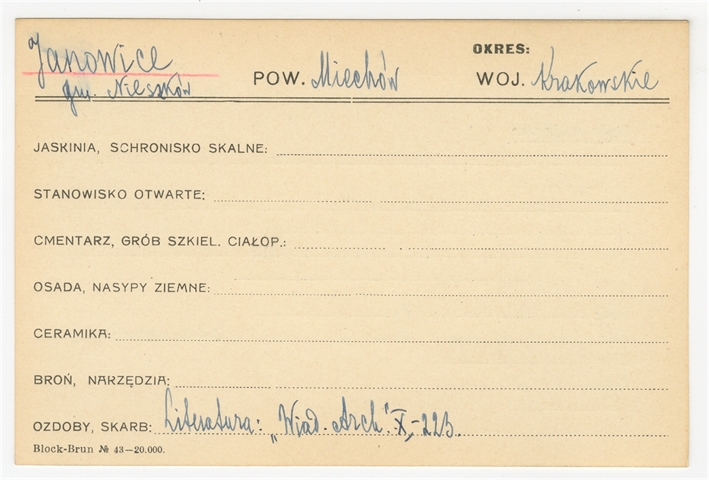 Janowice
gm. Nieszków
POW. Miechów
OKRES:
WOJ. Krakowskie
JASKINIA, SCHRONISKO SKALNE:
STANOWISKO OTWARTE:
CMENTARZ, GRÓB SZKIEL. CIAŁOP.:
OSADA, NASYPY ZIEMNE:
CERAMIKA:
BROŃ, NARZĘDZIA:
OZDOBY, SKARB: Literatura: „Wiad. Arch." X,-223.
Block-Brun № 43—20.000.